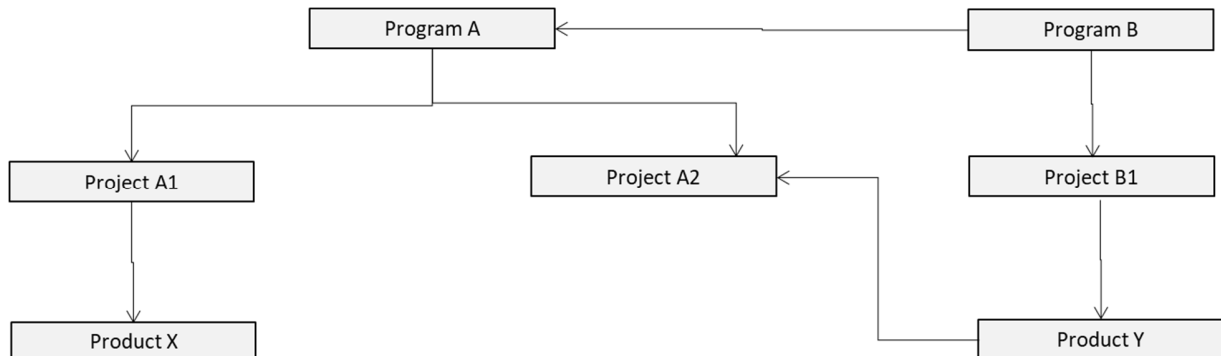 Program A
Program B
Project A1
Project A2
Project B1
Product X
Product Y